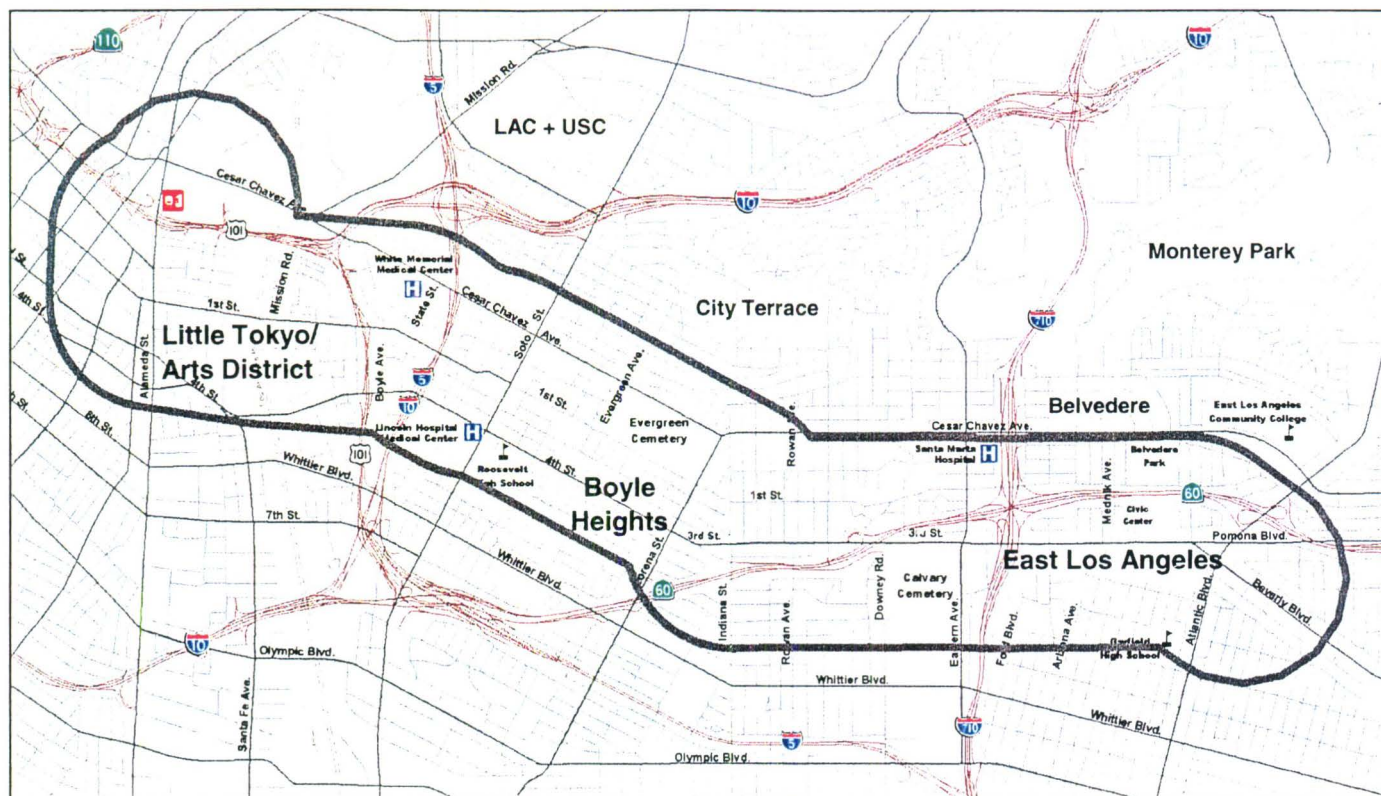 110
10
5
Mission Rd.
LAC + USC
Cesar Chavez
10
101
Monterey Park
White Memorial
Medical Center
H
Mission Rd.
State St.
Cesar Chavez Ave.
Soto St.
City Terrace
710
1st St.
4th St.
Little Tokyo/
Arts District
Alameda St.
4th St.
6th St.
Boyle Ave.
5
10
1st St.
Evergreen Ave.
Evergreen
Cemetery
Rowan Ave.
Belvedere
Cesar Chavez Ave.
East Los Angeles
Community College
Lincoln Hospital
Medical Center
H
101
Santa Marta
Hospital
H
Belvedere
Park
Whittier Blvd.
Roosevelt
High School
4th St.
Boyle
Heights
1st St.
Mednik Ave.
60
Civic
Center
7th St.
3rd St.
3rd St.
Pomona Blvd.
Whittier Blvd.
60
East Los Angeles
Downey Rd.
Calvary
Cemetery
Indiana St.
Rowan Ave.
Eastern Ave.
Ford Blvd.
Arizona Ave.
Garfield
High School
Atlantic Blvd.
Beverly Blvd.
10
Olympic Blvd.
Santa Fe Ave.
Whittier Blvd.
Whittier Blvd.
710
5
Olympic Blvd.